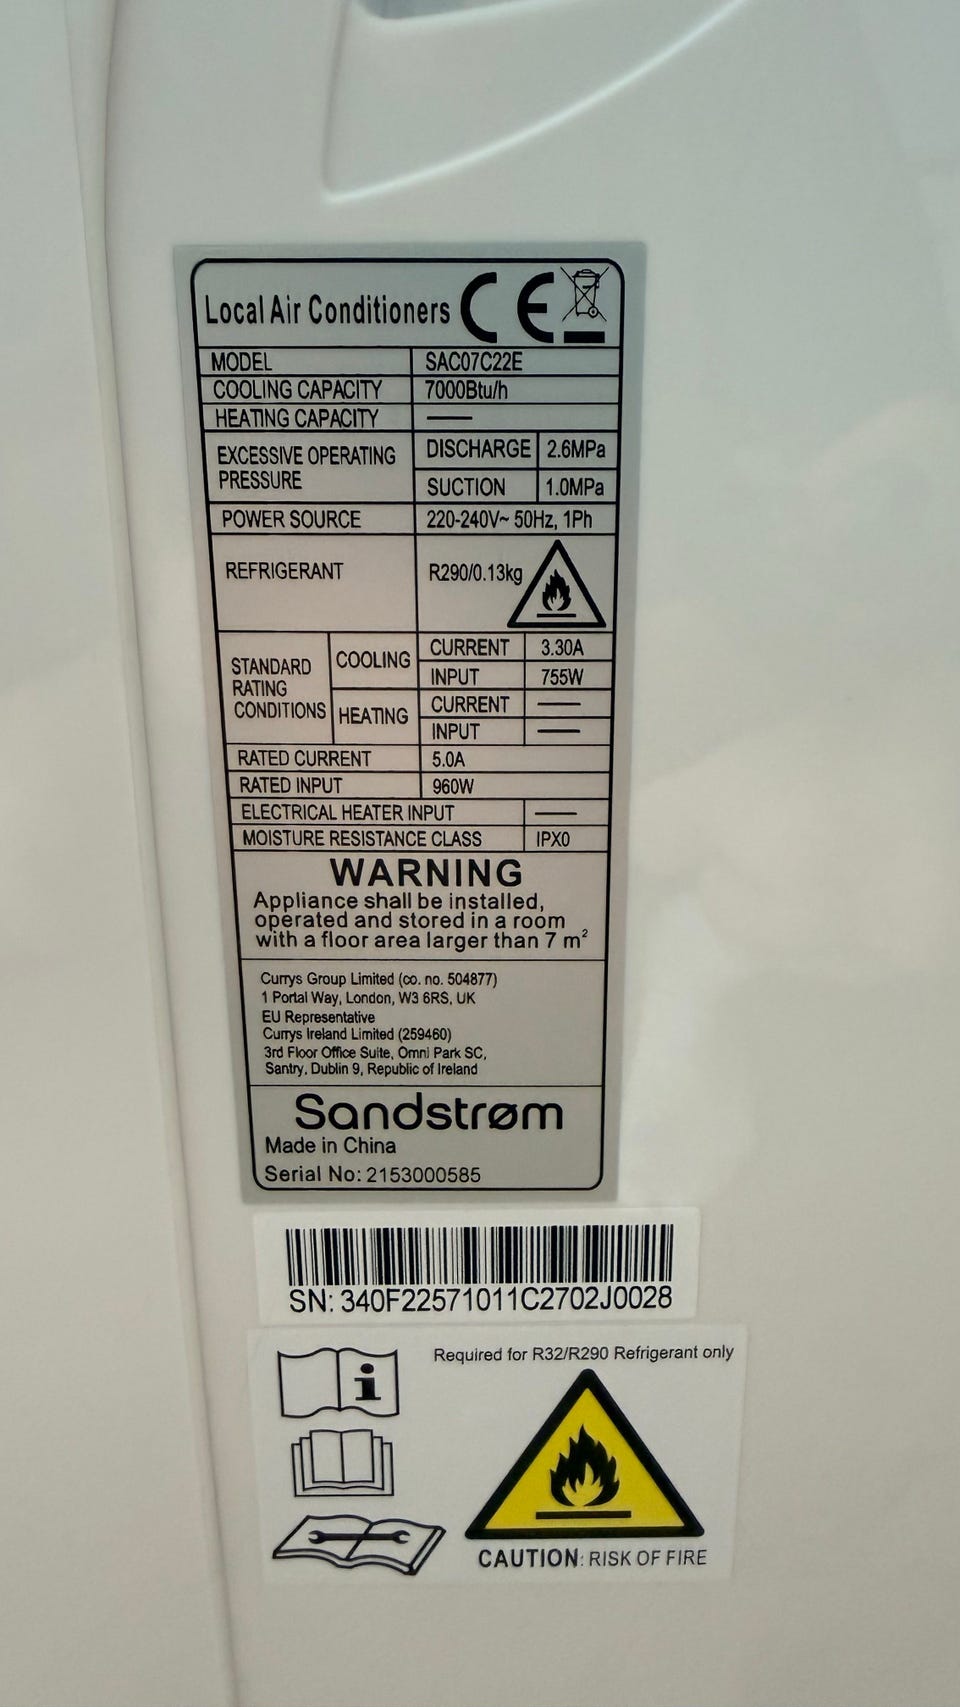 Local Air Conditioners CE
MODEL SAC07C22E
COOLING CAPACITY 7000Btu/h
HEATING CAPACITY —
EXCESSIVE OPERATING PRESSURE DISCHARGE 2.6MPa
SUCTION 1.0MPa
POWER SOURCE 220-240V~ 50Hz, 1Ph
REFRIGERANT R290/0.13kg
STANDARD RATING CONDITIONS COOLING CURRENT 3.30A
INPUT 755W
HEATING CURRENT —
INPUT —
RATED CURRENT 5.0A
RATED INPUT 960W
ELECTRICAL HEATER INPUT —
MOISTURE RESISTANCE CLASS IPX0
WARNING
Appliance shall be installed,
operated and stored in a room
with a floor area larger than 7 m²
Currys Group Limited (co. no. 504877)
1 Portal Way, London, W3 6RS, UK
EU Representative
Currys Ireland Limited (259460)
3rd Floor Office Suite, Omni Park SC,
Santry, Dublin 9, Republic of Ireland
Sandstrøm
Made in China
Serial No: 2153000585
SN: 340F22571011C2702J0028
Required for R32/R290 Refrigerant only
i
CAUTION: RISK OF FIRE